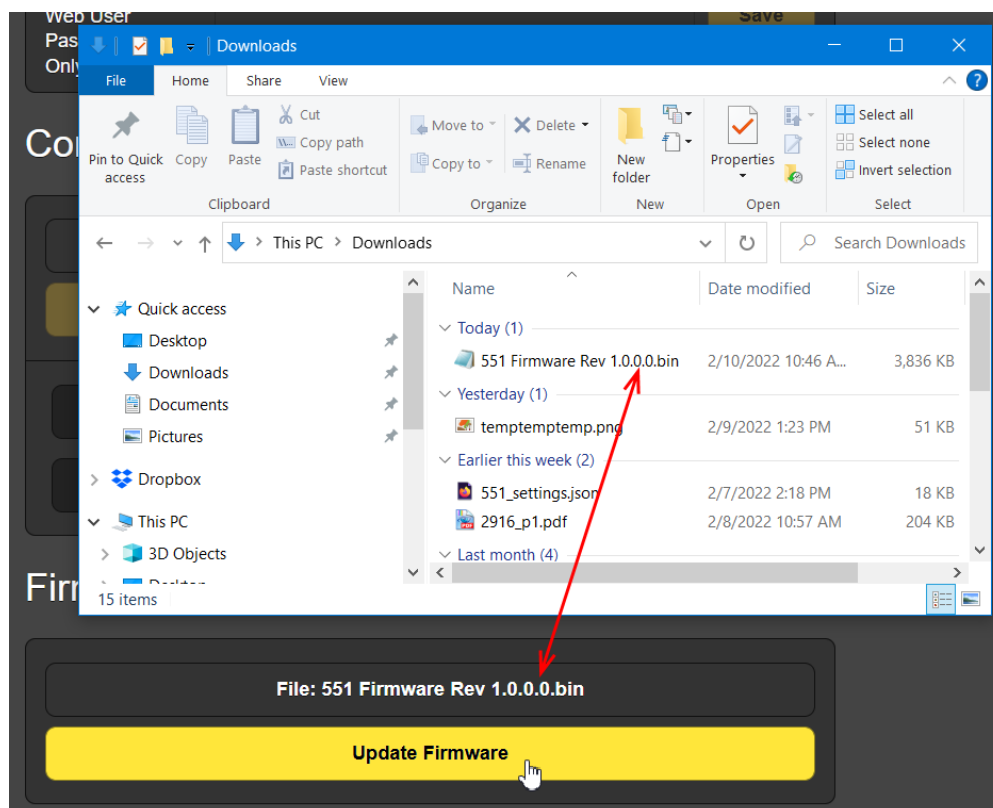 Web User
Save
Pas
Only
Downloads
File Home Share View
Pin to Quick access
Copy
Paste
Cut
Copy path
Paste shortcut
Clipboard
Move to
Copy to
Delete
Rename
Organize
New folder
New
Properties
Open
Select all
Select none
Invert selection
Select
This PC > Downloads
Search Downloads
Name Date modified Size
Quick access
Desktop
Downloads
Documents
Pictures
Dropbox
This PC
3D Objects
Desktop
Today (1)
551 Firmware Rev 1.0.0.0.bin 2/10/2022 10:46 A... 3,836 KB
Yesterday (1)
temptemptemp.png 2/9/2022 1:23 PM 51 KB
Earlier this week (2)
551_settings.json 2/7/2022 2:18 PM 18 KB
2916_p1.pdf 2/8/2022 10:57 AM 204 KB
Last month (4)
15 items
Co
Fir
File: 551 Firmware Rev 1.0.0.0.bin
Update Firmware